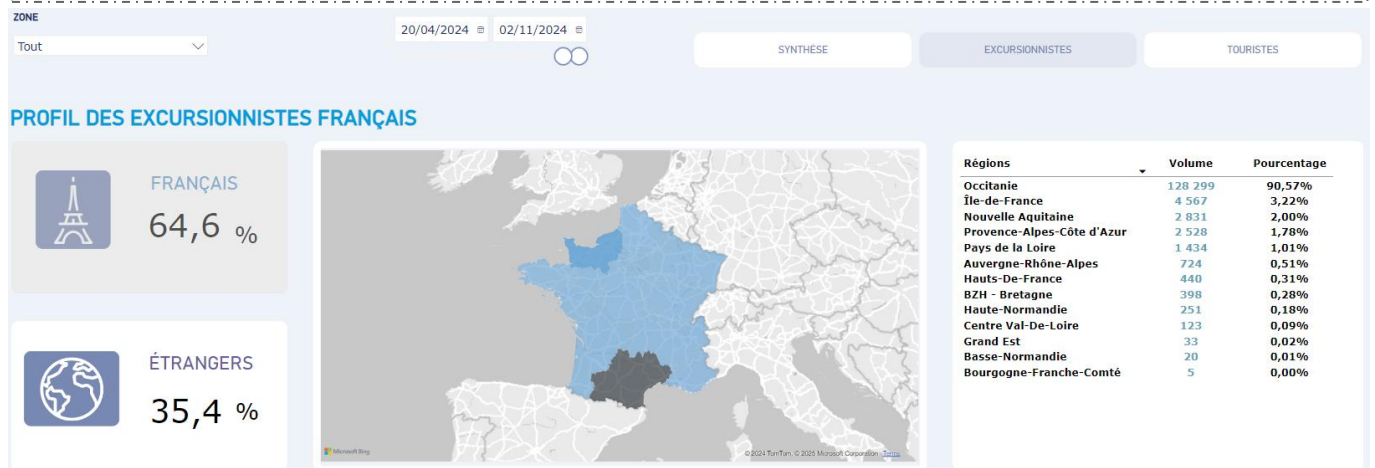 ZONE
Tout
20/04/2024 02/11/2024
SYNTHÈSE EXCURSIONNISTES TOURISTES
PROFIL DES EXCURSIONNISTES FRANÇAIS
FRANÇAIS
64,6 %
ÉTRANGERS
35,4 %
Microsoft Bing
© 2024 TomTom, © 2025 Microsoft Corporation Terms
Régions Volume Pourcentage
Occitanie 128 299 90,57%
Île-de-France 4 567 3,22%
Nouvelle Aquitaine 2 831 2,00%
Provence-Alpes-Côte d'Azur 2 528 1,78%
Pays de la Loire 1 434 1,01%
Auvergne-Rhône-Alpes 724 0,51%
Hauts-De-France 440 0,31%
BZH - Bretagne 398 0,28%
Haute-Normandie 251 0,18%
Centre Val-De-Loire 123 0,09%
Grand Est 33 0,02%
Basse-Normandie 20 0,01%
Bourgogne-Franche-Comté 5 0,00%